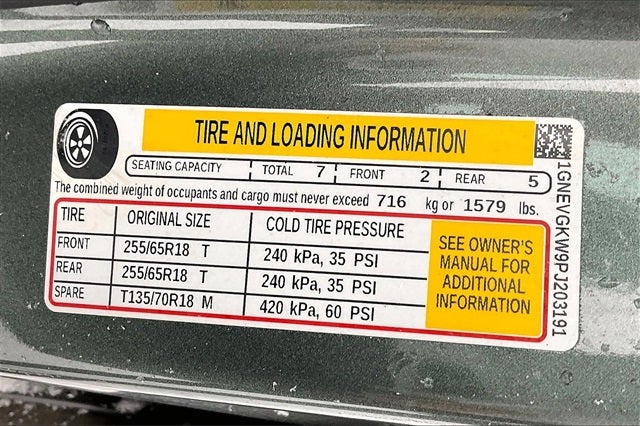 TIRE AND LOADING INFORMATION
SEATING CAPACITY TOTAL 7 FRONT 2 REAR 5
The combined weight of occupants and cargo must never exceed 716 kg or 1579 lbs.
TIRE ORIGINAL SIZE COLD TIRE PRESSURE
FRONT 255/65R18 T 240 kPa, 35 PSI
REAR 255/65R18 T 240 kPa, 35 PSI
SPARE T135/70R18 M 420 kPa, 60 PSI
SEE OWNER'S
MANUAL FOR
ADDITIONAL
INFORMATION
1GNEVGKW9PJ203191